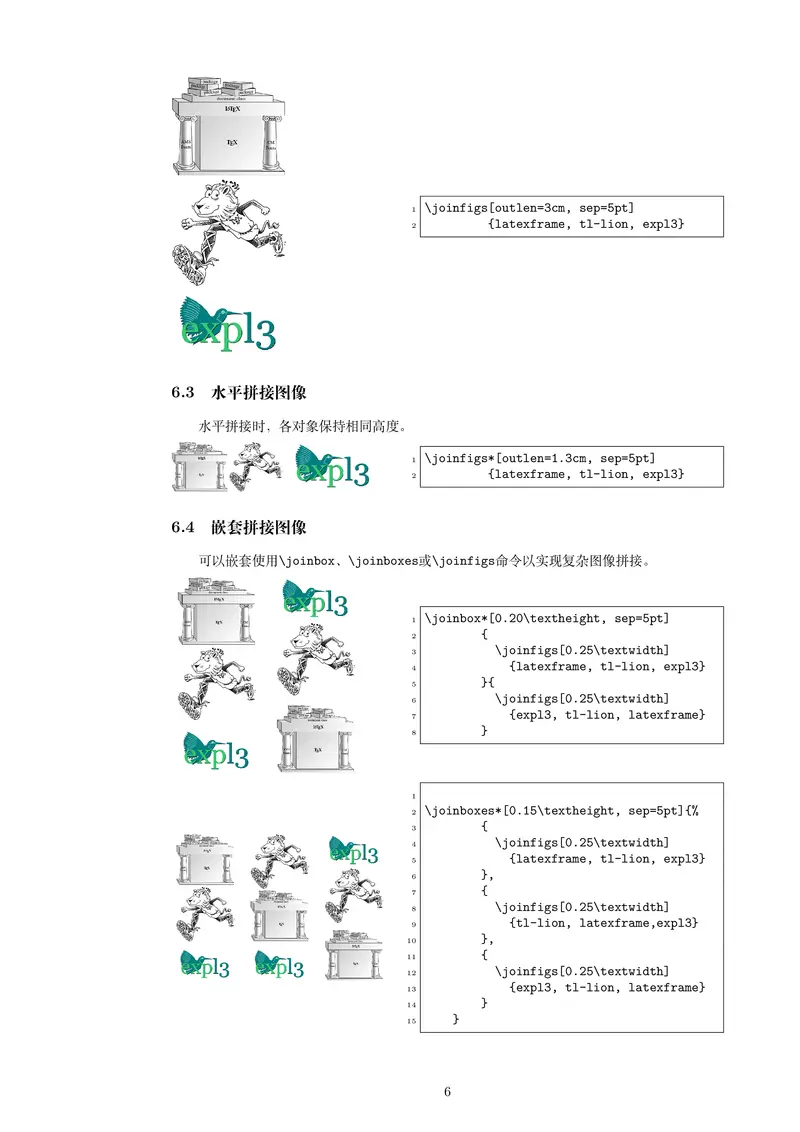 document class
LATEX
AMS
Fonts
TEX
CM
Fonts
expl3
1 \joinfigs[outlen=3cm, sep=5pt]
2 {latexframe, tl-lion, expl3}
6.3 水平拼接图像
水平拼接时，各对象保持相同高度。
expl3
1 \joinfigs*[outlen=1.3cm, sep=5pt]
2 {latexframe, tl-lion, expl3}
6.4 嵌套拼接图像
可以嵌套使用\joinbox、\joinboxes或\joinfigs命令以实现复杂图像拼接。
expl3
expl3
1 \joinbox*[0.20\textheight, sep=5pt]
2 {
3 \joinfigs[0.25\textwidth]
4 {latexframe, tl-lion, expl3}
5 }{
6 \joinfigs[0.25\textwidth]
7 {expl3, tl-lion, latexframe}
8 }
expl3
expl3
expl3
1
2 \joinboxes*[0.15\textheight, sep=5pt]{%
3 {
4 \joinfigs[0.25\textwidth]
5 {latexframe, tl-lion, expl3}
6 },
7 {
8 \joinfigs[0.25\textwidth]
9 {tl-lion, latexframe,expl3}
10 },
11 {
12 \joinfigs[0.25\textwidth]
13 {expl3, tl-lion, latexframe}
14 }
15 }
6